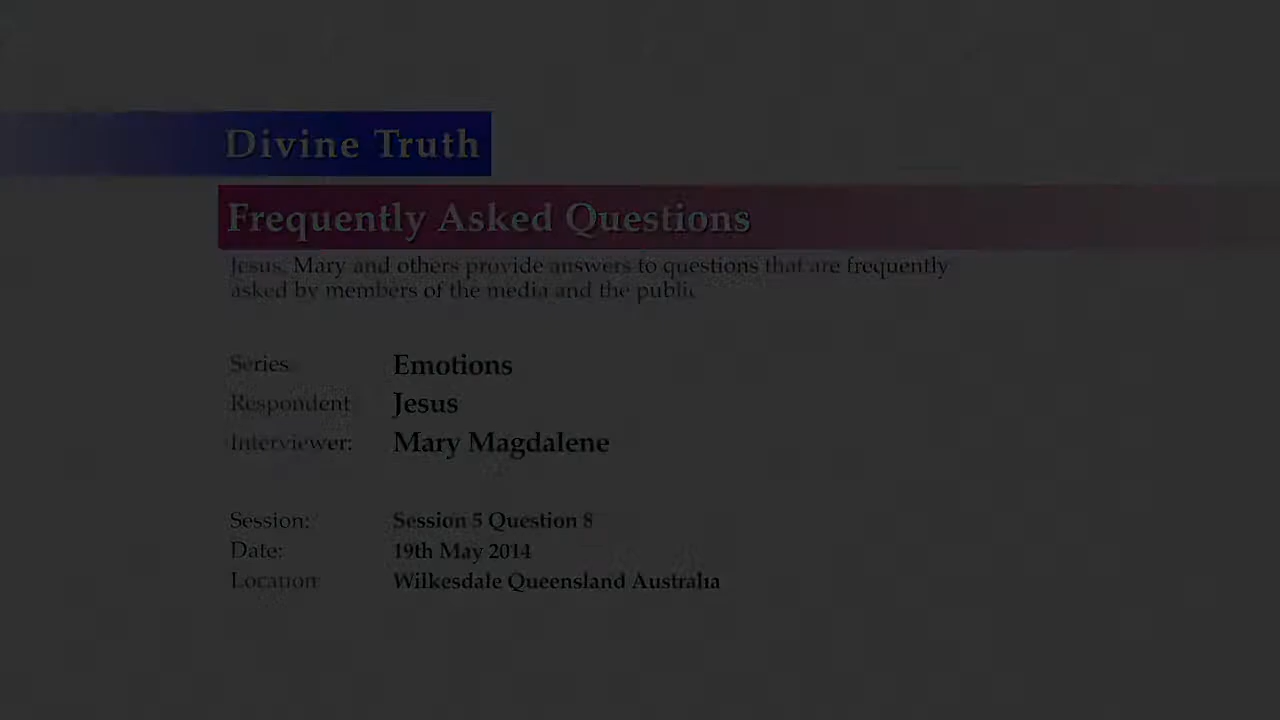 Divine Truth
Frequently Asked Questions
Jesus, Mary and others provide answers to questions that are frequently
asked by members of the media and the public
Series: Emotions
Respondent: Jesus
Interviewer: Mary Magdalene
Session: Session 5 Question 8
Date: 19th May 2014
Location: Wilkesdale Queensland Australia